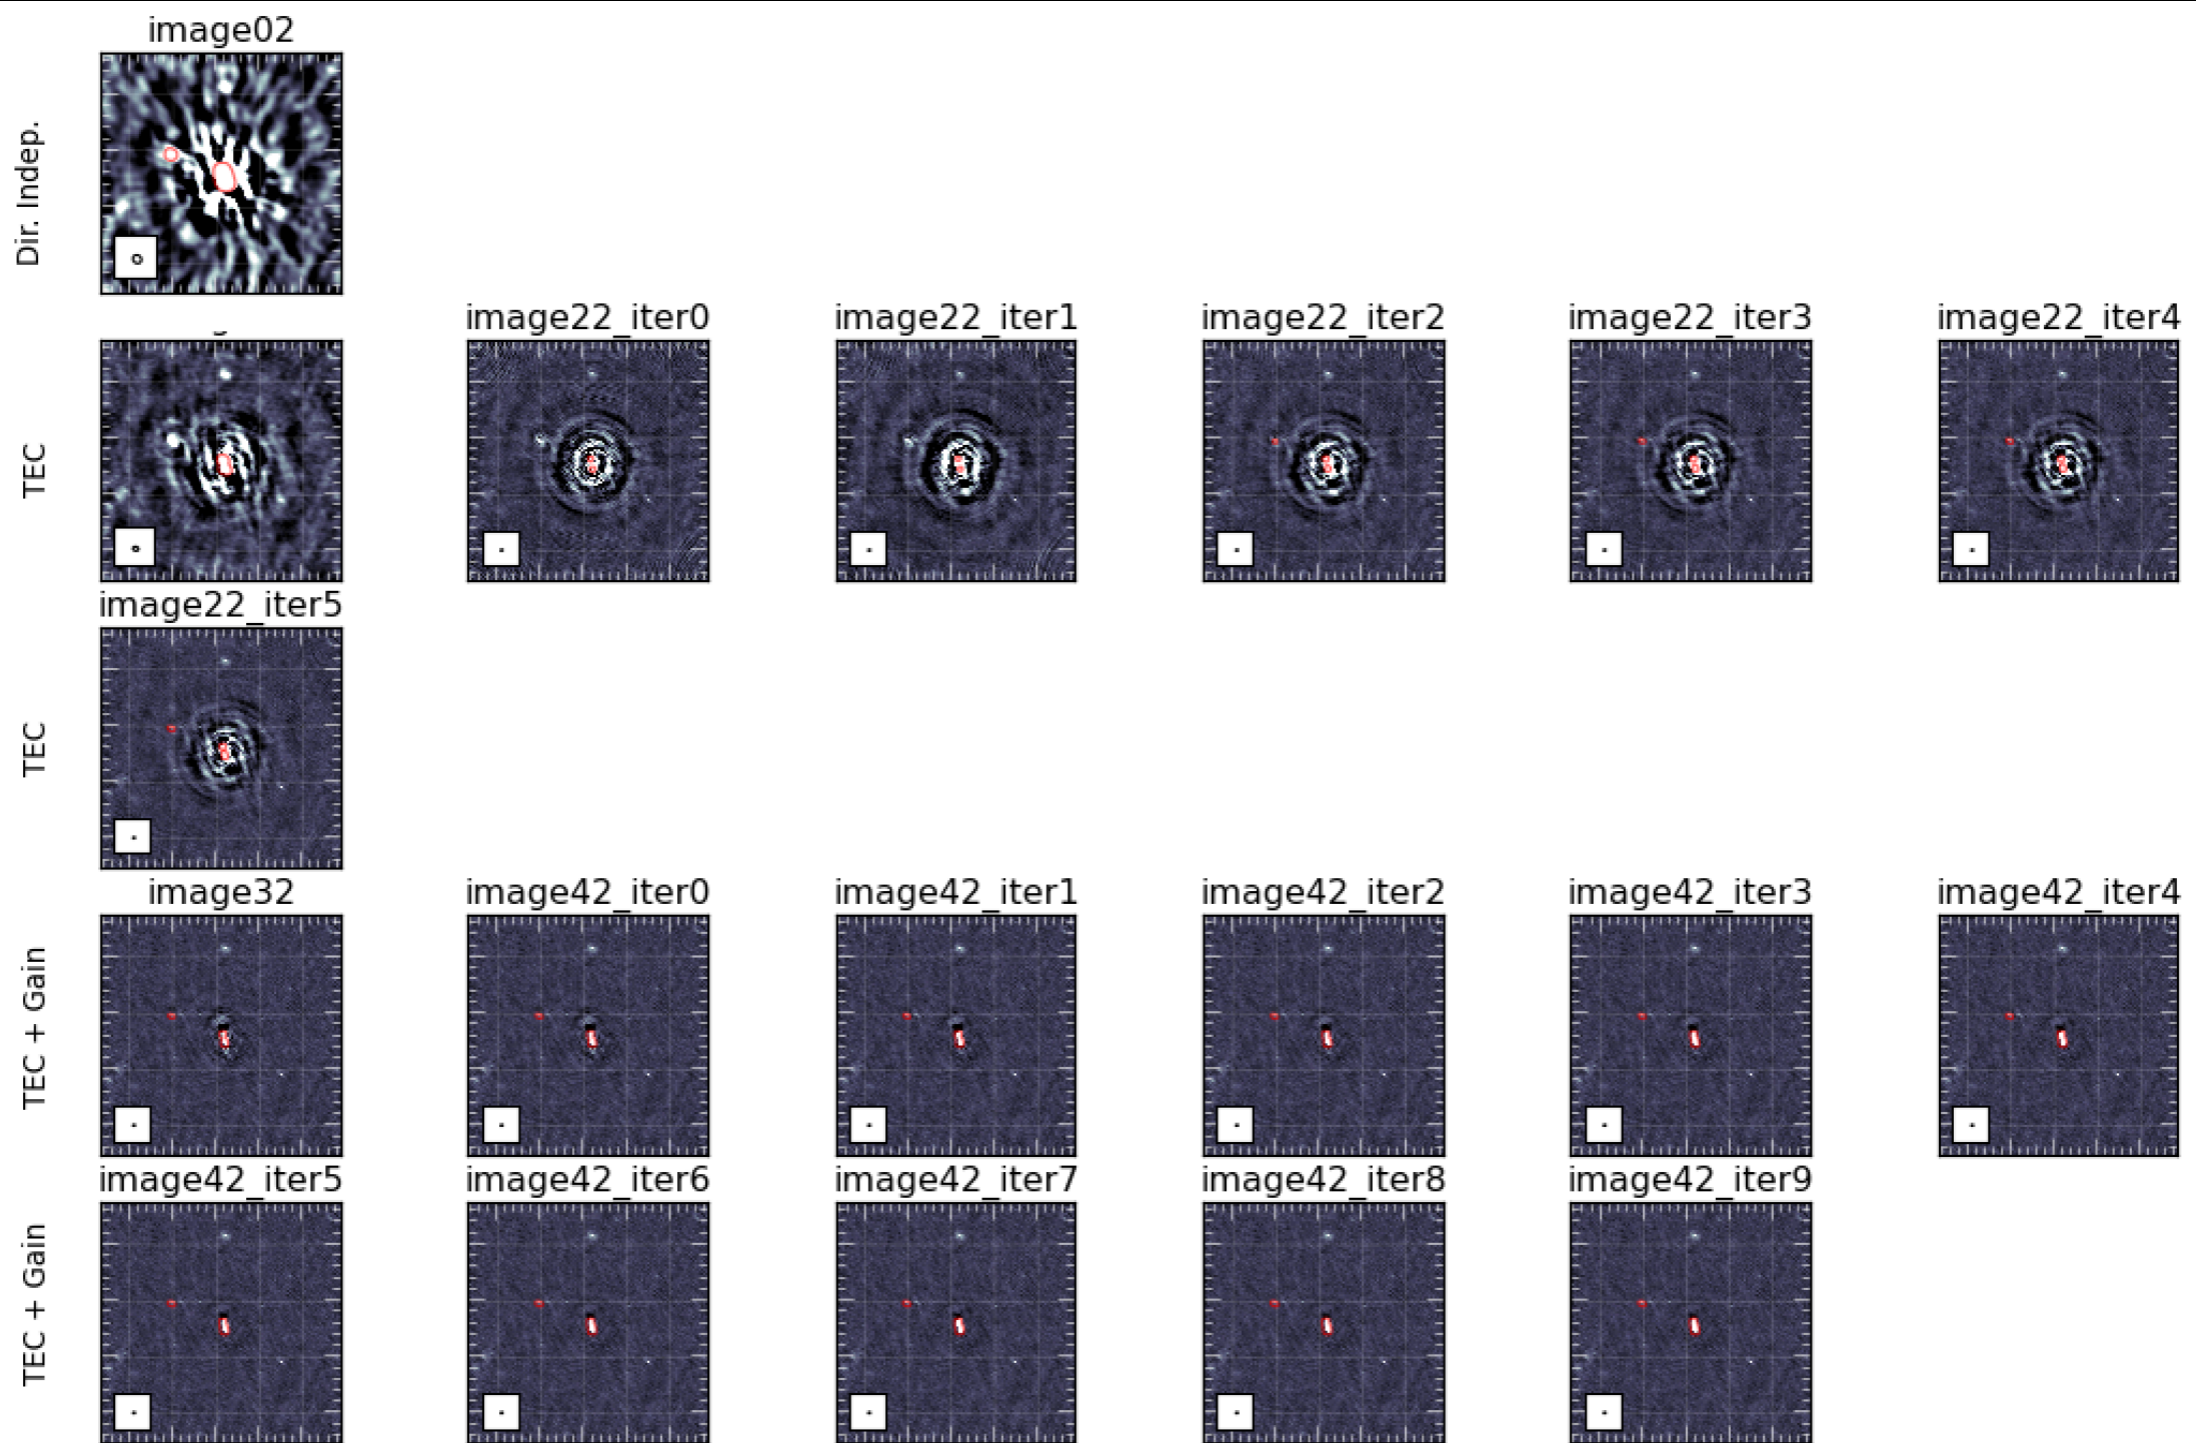 image02
Dir. Indep.
image22_iter0 image22_iter1 image22_iter2 image22_iter3 image22_iter4
TEC
image22_iter5
TEC
image32 image42_iter0 image42_iter1 image42_iter2 image42_iter3 image42_iter4
TEC + Gain
image42_iter5 image42_iter6 image42_iter7 image42_iter8 image42_iter9
TEC + Gain